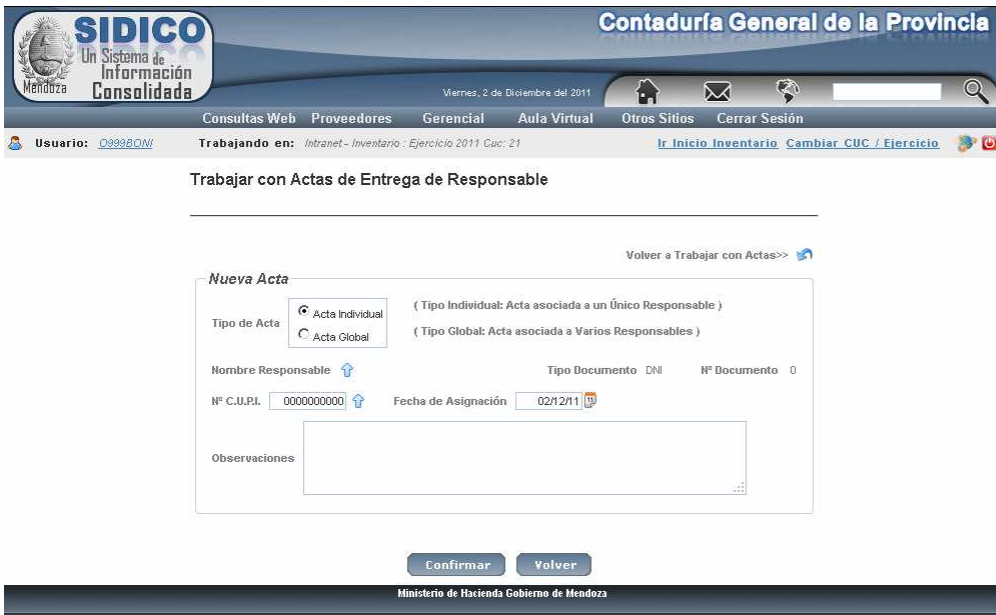 SIDICO
Un Sistema de
Información
Consolidada
Mendoza
Contaduría General de la Provincia
Viernes, 2 de Diciembre del 2011
Consultas Web Proveedores Gerencial Aula Virtual Otros Sitios Cerrar Sesión
Usuario: O999BONI Trabajando en: Intranet - Inventario : Ejercicio 2011 Cuc: 21 Ir Inicio Inventario Cambiar CUC / Ejercicio
Trabajar con Actas de Entrega de Responsable
Volver a Trabajar con Actas>>
Nueva Acta
Tipo de Acta
Acta Individual ( Tipo Individual: Acta asociada a un Único Responsable )
Acta Global ( Tipo Global: Acta asociada a Varios Responsables )
Nombre Responsable Tipo Documento DNI Nº Documento 0
Nº C.U.P.I. 0000000000 Fecha de Asignación 02/12/11
Observaciones
Confirmar Volver
Ministerio de Hacienda Gobierno de Mendoza